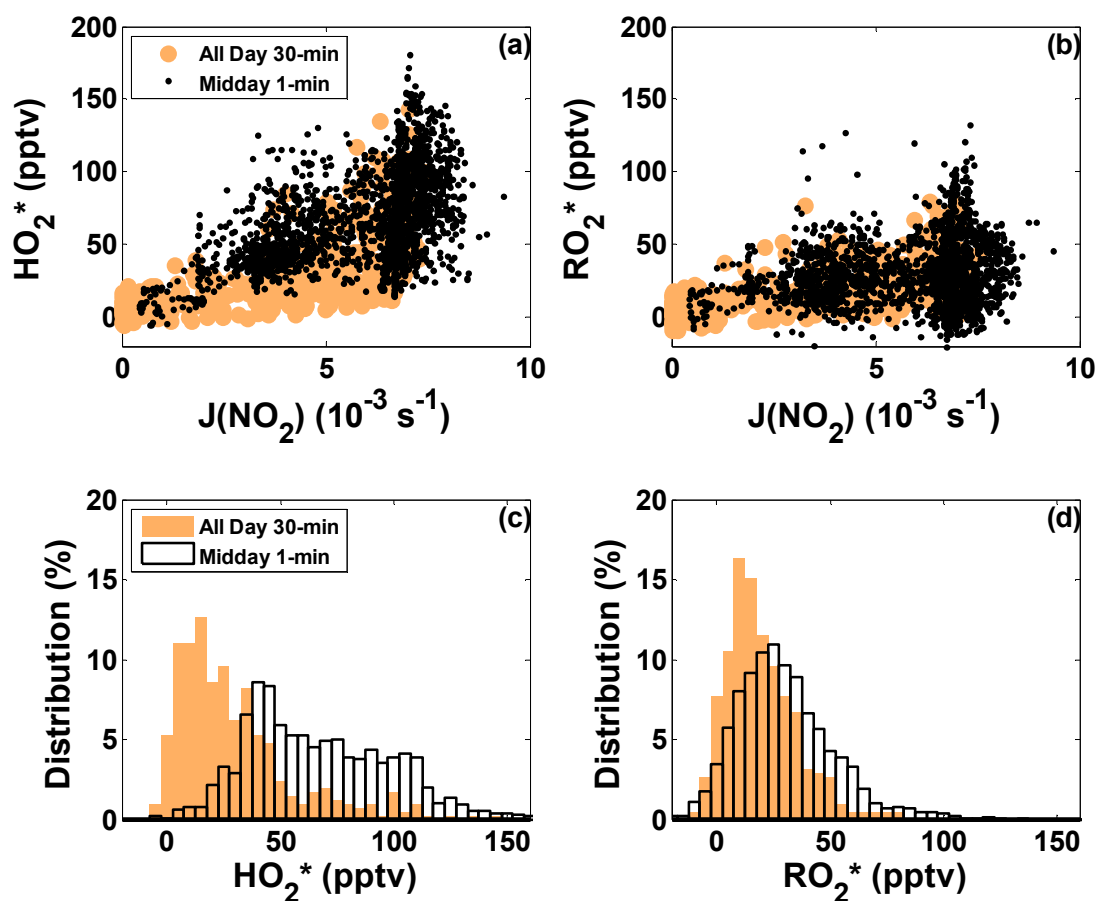 (a)
All Day 30-min
Midday 1-min
200
150
100
50
0
HO2* (pptv)
0 5 10
J(NO2) (10-3 s-1)
(b)
200
150
100
50
0
RO2* (pptv)
0 5 10
J(NO2) (10-3 s-1)
(c)
All Day 30-min
Midday 1-min
20
15
10
5
0
Distribution (%)
0 50 100 150
HO2* (pptv)
(d)
20
15
10
5
0
Distribution (%)
0 50 100 150
RO2* (pptv)